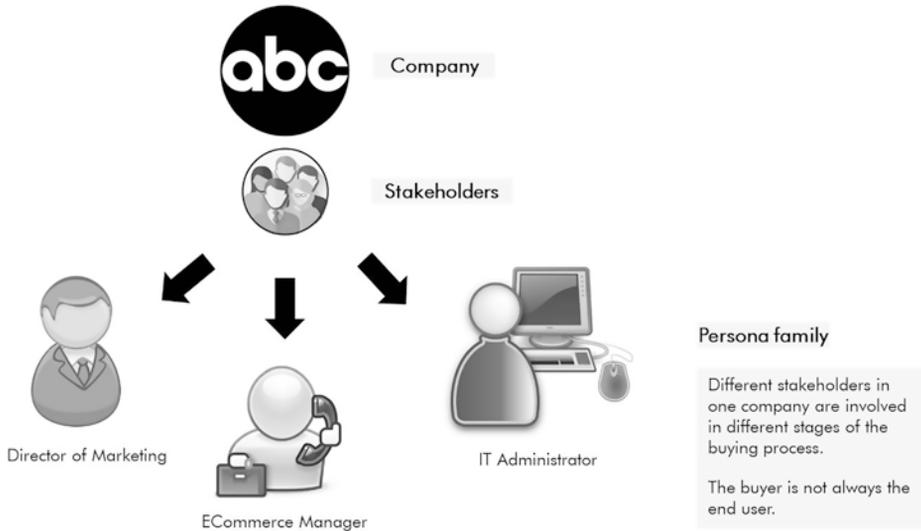 abc
Company
Stakeholders
Director of Marketing
ECommerce Manager
IT Administrator
Persona family
Different stakeholders in
one company are involved
in different stages of the
buying process.
The buyer is not always the
end user.